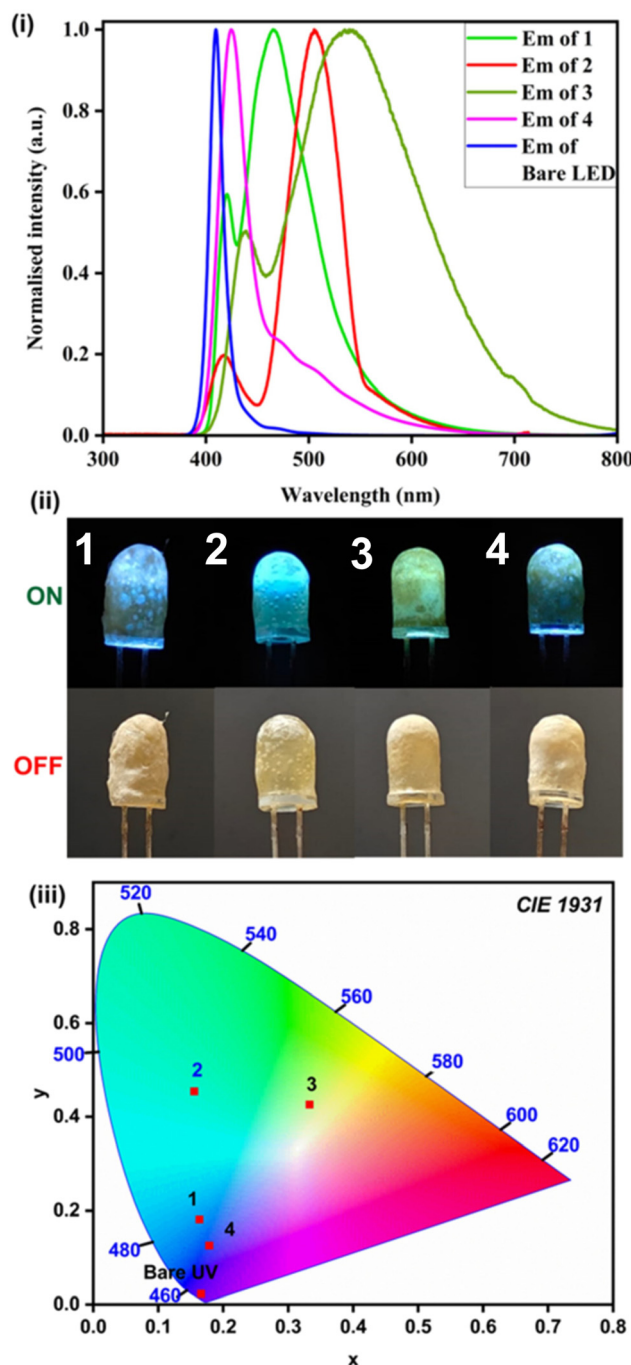 (i)
1.0
0.8
0.6
0.4
0.2
0.0
Normalised intensity (a.u.)
Em of 1
Em of 2
Em of 3
Em of 4
Em of
Bare LED
300 400 500 600 700 800
Wavelength (nm)
(ii)
1 2 3 4
ON
OFF
(iii)
CIE 1931
520
540
560
580
600
620
500
480
460
0.8
0.6
0.4
0.2
0.0
y
2
3
1
4
Bare UV
0.0 0.1 0.2 0.3 0.4 0.5 0.6 0.7 0.8
x